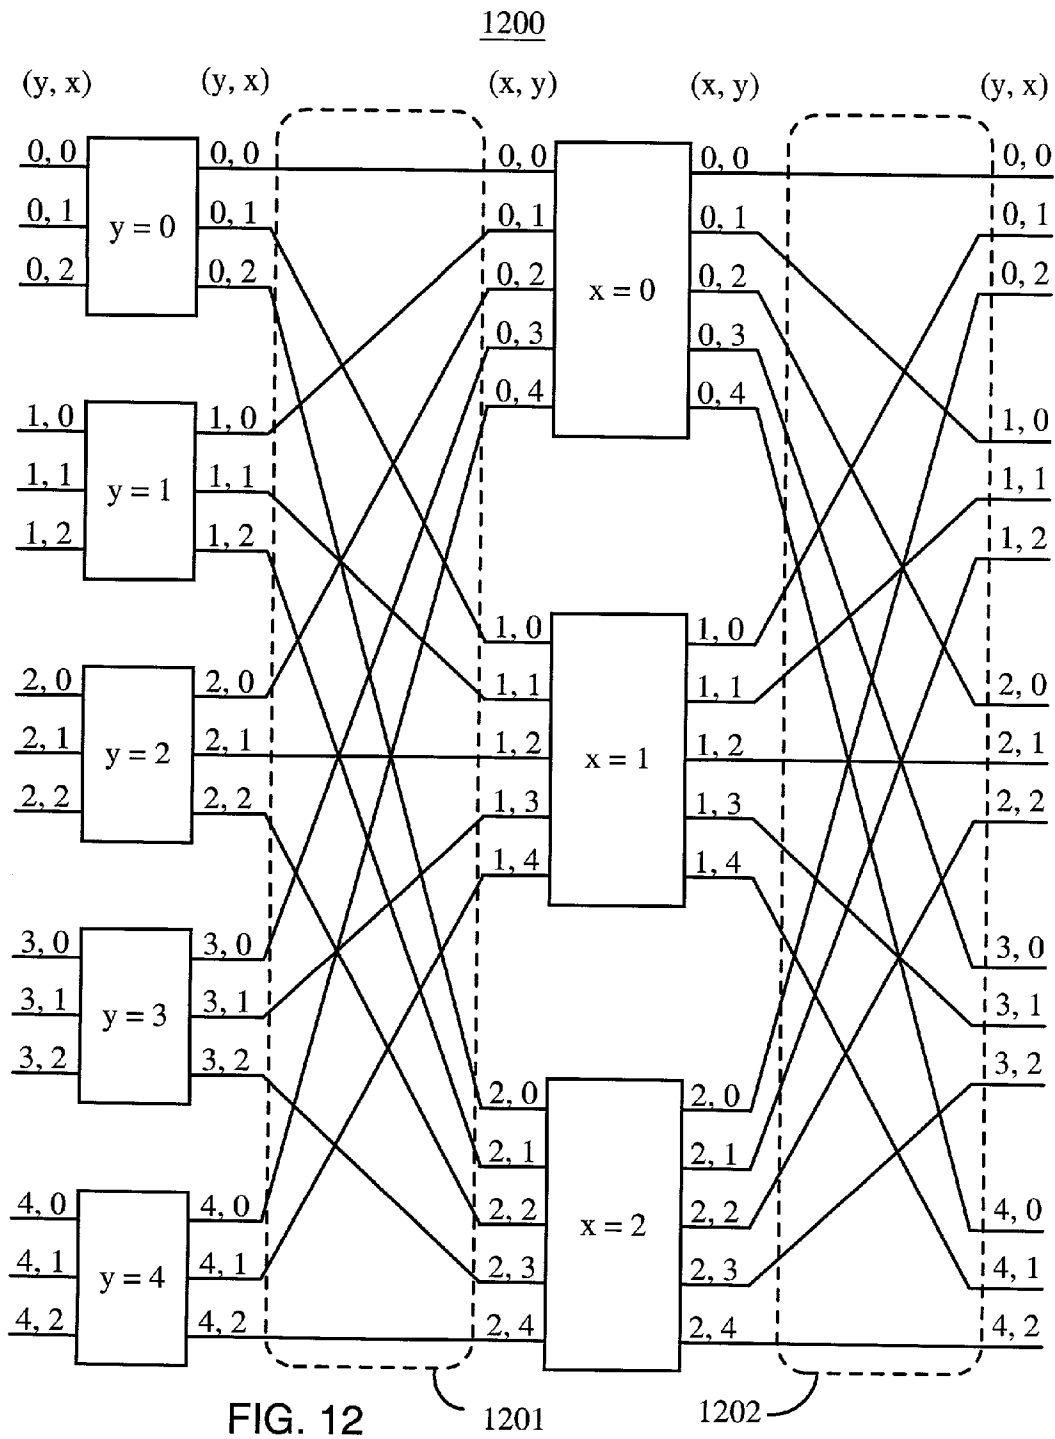 1200
(y, x) (y, x) (x, y) (x, y) (y, x)
0, 0 0, 0 0, 0 0, 0 0, 0
0, 1 y = 0 0, 1 0, 1 0, 1 0, 1
0, 2 0, 2 0, 2 x = 0 0, 2 0, 2
0, 3 0, 3
1, 0 1, 0 0, 4 0, 4 1, 0
1, 1 y = 1 1, 1 1, 1
1, 2 1, 2 1, 2
1, 0 1, 0
2, 0 2, 0 1, 1 1, 1 2, 0
2, 1 y = 2 2, 1 1, 2 x = 1 1, 2 2, 1
2, 2 2, 2 1, 3 1, 3 2, 2
1, 4 1, 4
3, 0 3, 0 3, 0
3, 1 y = 3 3, 1 3, 1
3, 2 3, 2 3, 2
2, 0 2, 0
2, 1 2, 1
4, 0 4, 0 2, 2 x = 2 2, 2 4, 0
4, 1 y = 4 4, 1 2, 3 2, 3 4, 1
4, 2 4, 2 2, 4 2, 4 4, 2
FIG. 12 1201 1202